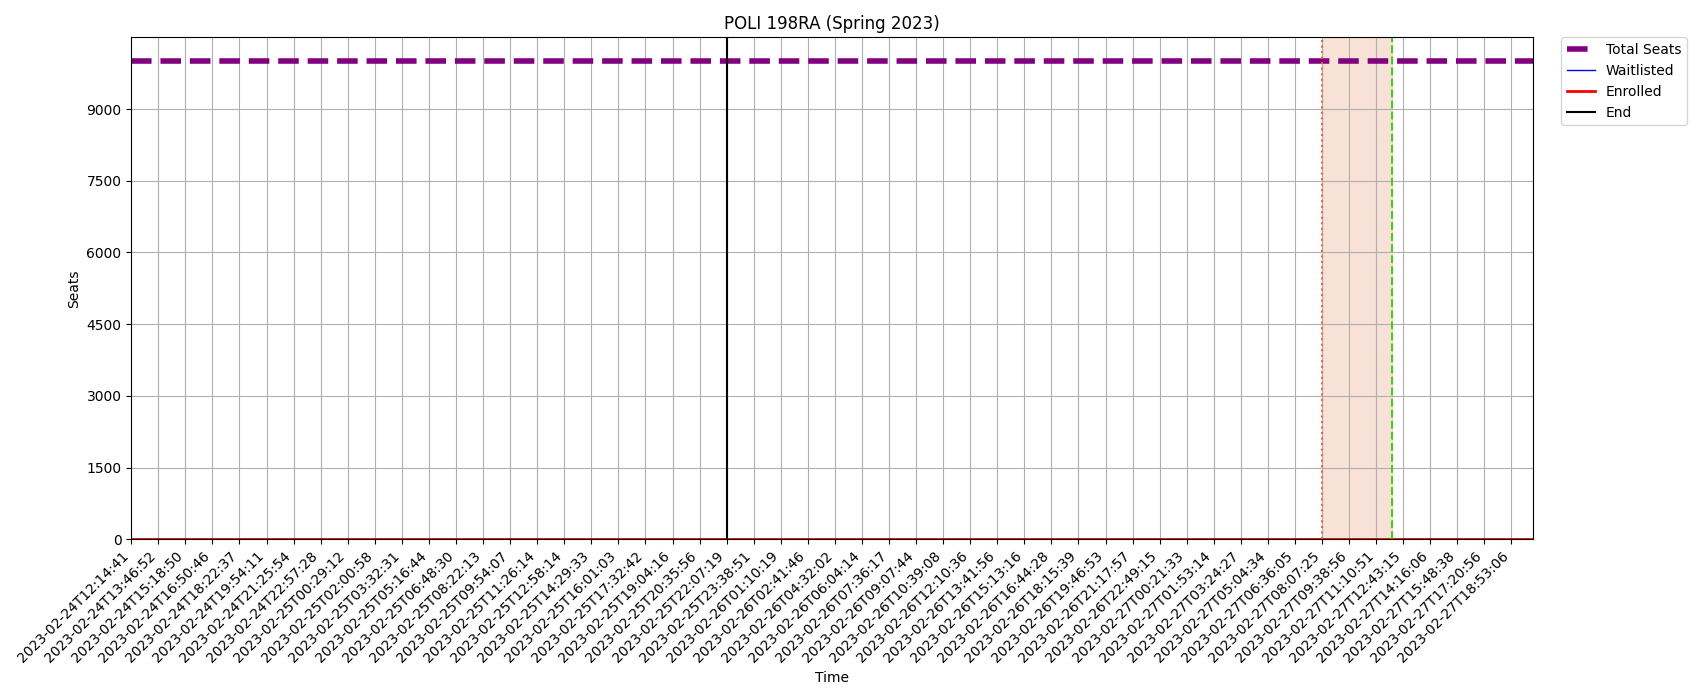 POLI 198RA (Spring 2023)
Total Seats
Waitlisted
Enrolled
End
Seats
9000
7500
6000
4500
3000
1500
0
2023-02-24T12:14:41
2023-02-24T13:46:52
2023-02-24T15:18:50
2023-02-24T16:50:46
2023-02-24T18:22:37
2023-02-24T19:54:11
2023-02-24T21:25:54
2023-02-24T22:57:28
2023-02-25T00:29:12
2023-02-25T02:00:58
2023-02-25T03:32:31
2023-02-25T05:16:44
2023-02-25T06:48:30
2023-02-25T08:22:13
2023-02-25T09:54:07
2023-02-25T11:26:14
2023-02-25T12:58:14
2023-02-25T14:29:33
2023-02-25T16:01:03
2023-02-25T17:32:42
2023-02-25T19:04:16
2023-02-25T20:35:56
2023-02-25T22:07:19
2023-02-25T23:38:51
2023-02-26T01:10:19
2023-02-26T02:41:46
2023-02-26T04:32:02
2023-02-26T06:04:14
2023-02-26T07:36:17
2023-02-26T09:07:44
2023-02-26T10:39:08
2023-02-26T12:10:36
2023-02-26T13:41:56
2023-02-26T15:13:16
2023-02-26T16:44:28
2023-02-26T18:15:39
2023-02-26T19:46:53
2023-02-26T21:17:57
2023-02-26T22:49:15
2023-02-27T00:21:33
2023-02-27T01:53:14
2023-02-27T03:24:27
2023-02-27T05:04:34
2023-02-27T06:36:05
2023-02-27T08:07:25
2023-02-27T09:38:56
2023-02-27T11:10:51
2023-02-27T12:43:15
2023-02-27T14:16:06
2023-02-27T15:48:38
2023-02-27T17:20:56
2023-02-27T18:53:06
Time